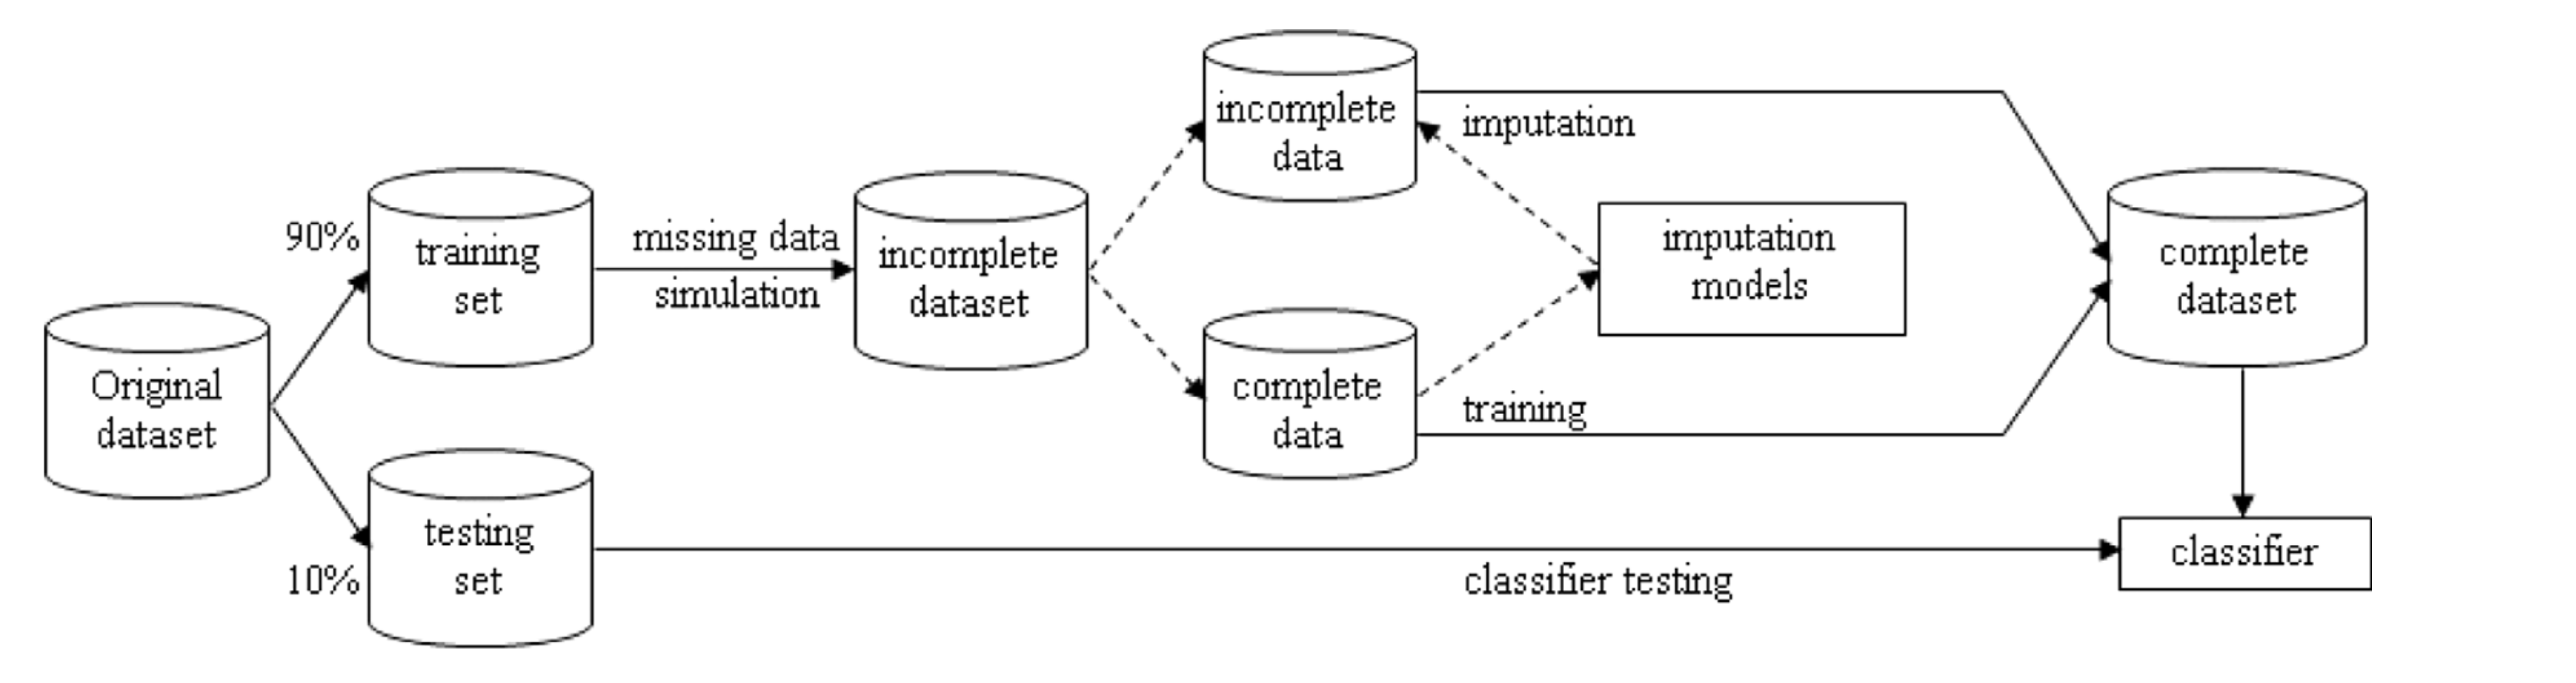 Original
dataset
90%
training
set
10%
testing
set
missing data
simulation
incomplete
dataset
incomplete
data
complete
data
imputation
training
imputation
models
complete
dataset
classifier testing
classifier